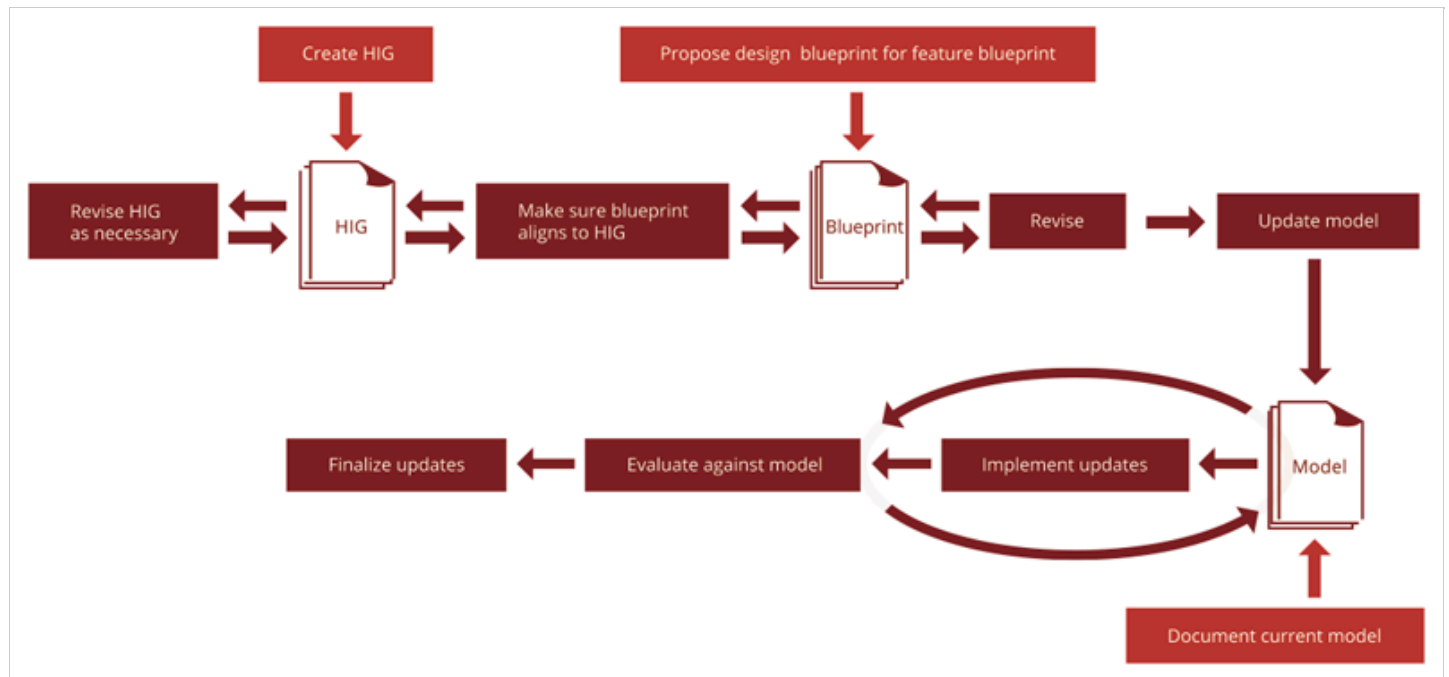 Create HIG
Propose design  blueprint for feature blueprint
Revise HIG
as necessary
HIG
Make sure blueprint
aligns to HIG
Blueprint
Revise
Update model
Finalize updates
Evaluate against model
Implement updates
Model
Document current model